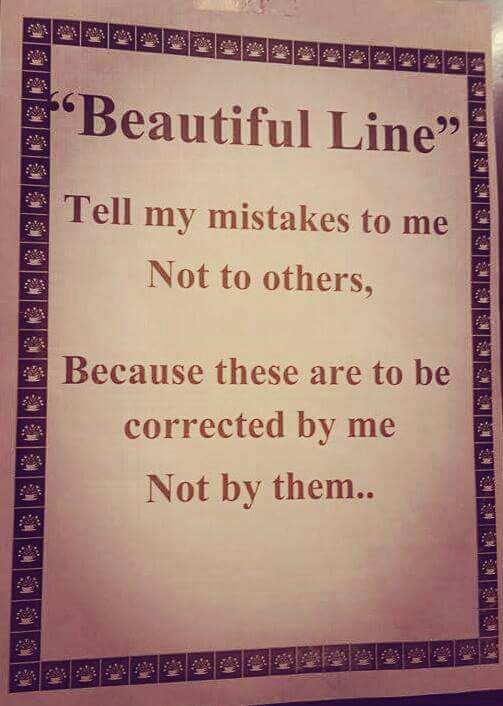 “Beautiful Line”
Tell my mistakes to me
Not to others,
Because these are to be
corrected by me
Not by them..